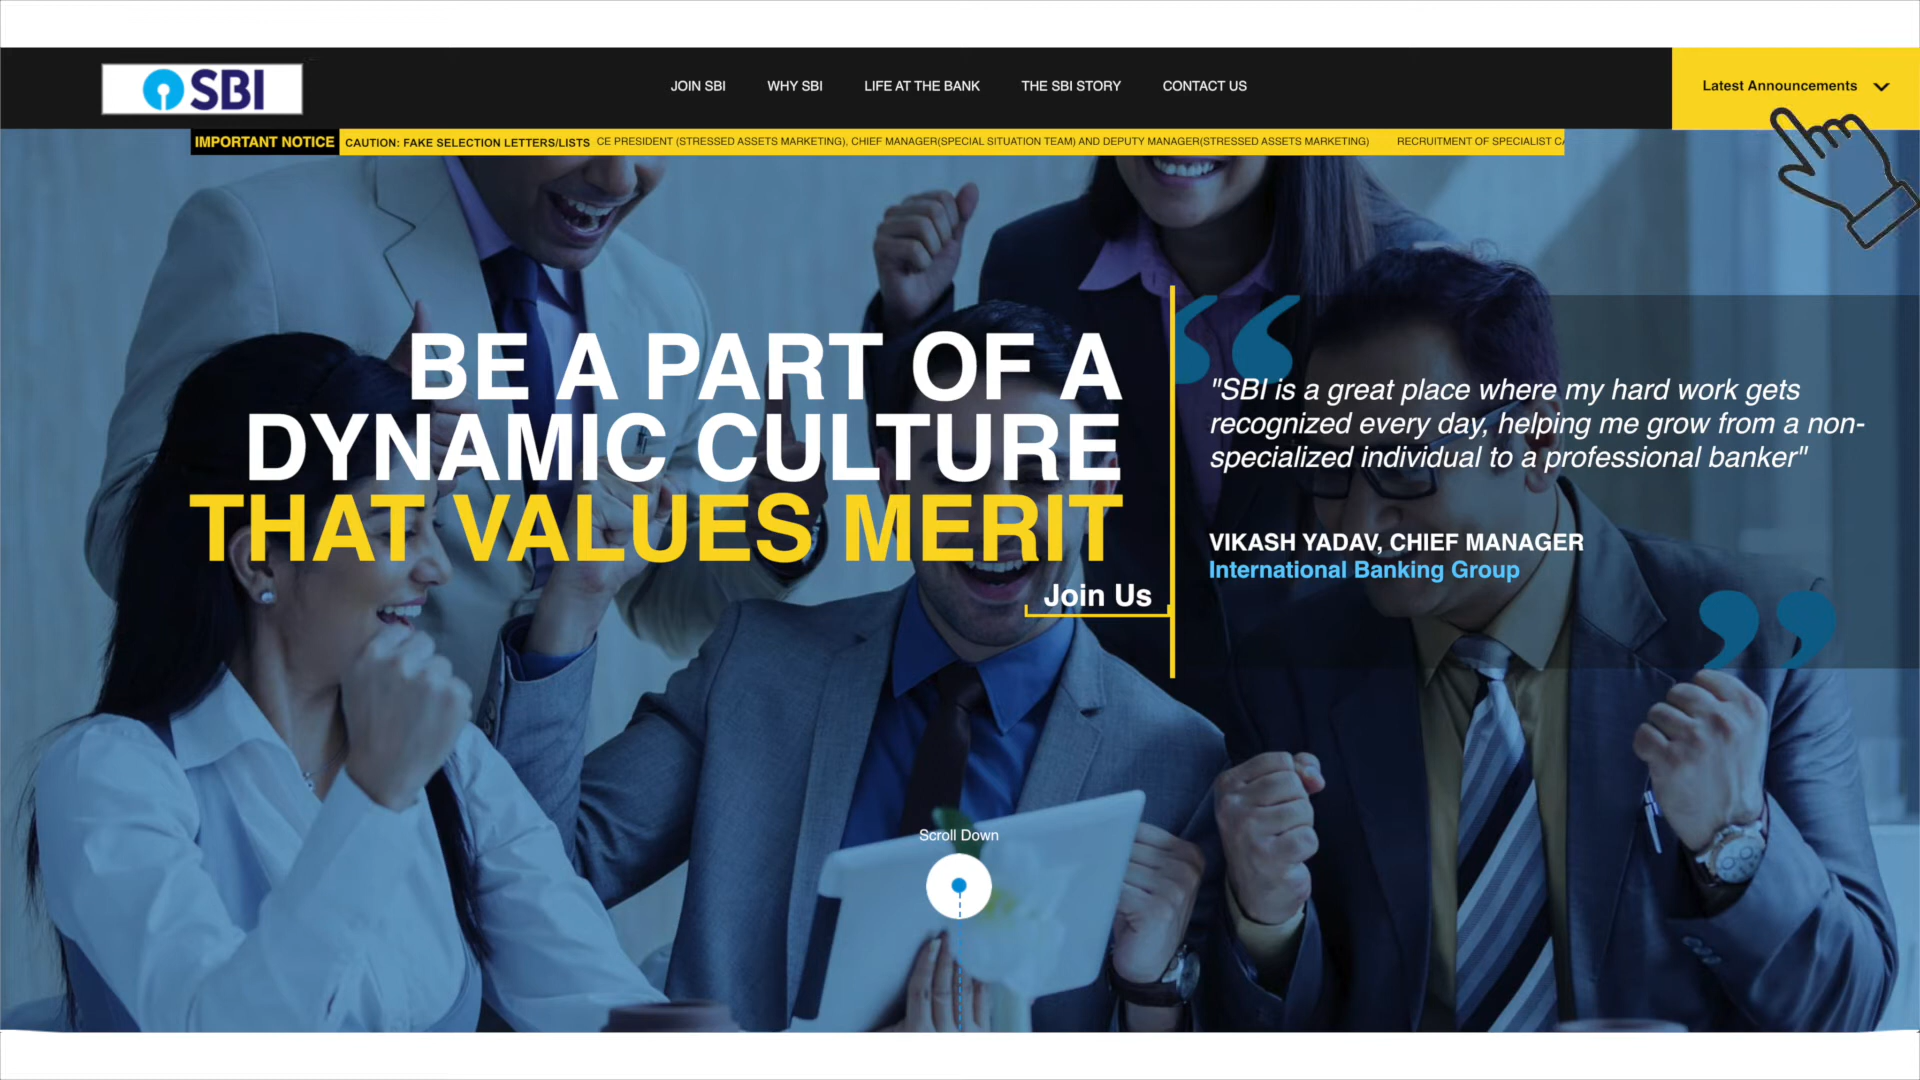 SBI
JOIN SBI
WHY SBI
LIFE AT THE BANK
THE SBI STORY
CONTACT US
Latest Announcements
IMPORTANT NOTICE
CAUTION: FAKE SELECTION LETTERS/LISTS
CE PRESIDENT (STRESSED ASSETS MARKETING), CHIEF MANAGER(SPECIAL SITUATION TEAM) AND DEPUTY MANAGER(STRESSED ASSETS MARKETING)
RECRUITMENT OF SPECIALIST
BE A PART OF A
DYNAMIC CULTURE
THAT VALUES MERIT
Join Us
"SBI is a great place where my hard work gets
recognized every day, helping me grow from a non-
specialized individual to a professional banker"
VIKASH YADAV, CHIEF MANAGER
International Banking Group
Scroll Down